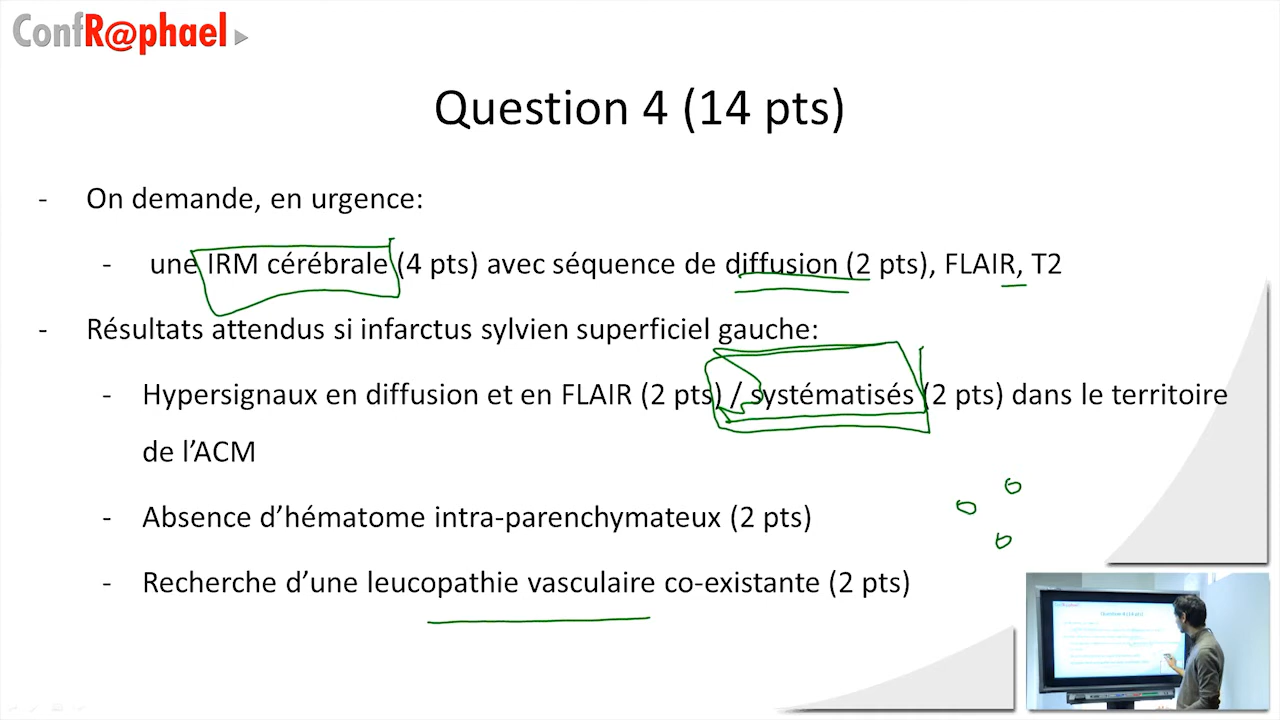 ConfR@phael
Question 4 (14 pts)
- On demande, en urgence:
- une IRM cérébrale (4 pts) avec séquence de diffusion (2 pts), FLAIR, T2
- Résultats attendus si infarctus sylvien superficiel gauche:
- Hypersignaux en diffusion et en FLAIR (2 pts) / systématisés (2 pts) dans le territoire
de l'ACM
- Absence d'hématome intra-parenchymateux (2 pts)
- Recherche d'une leucopathie vasculaire co-existante (2 pts)